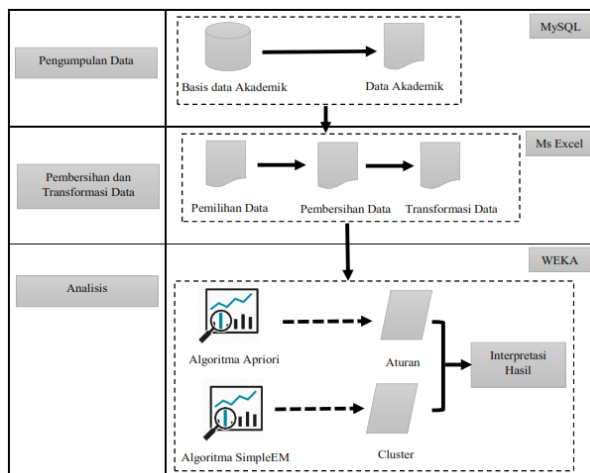 MySQL
Pengumpulan Data
Basis data Akademik
Data Akademik
Ms Excel
Pembersihan dan
Transformasi Data
Pemilihan Data
Pembersihan Data
Transformasi Data
WEKA
Analisis
Algoritma Apriori
Aturan
Interpretasi
Hasil
Algoritma SimpleEM
Cluster